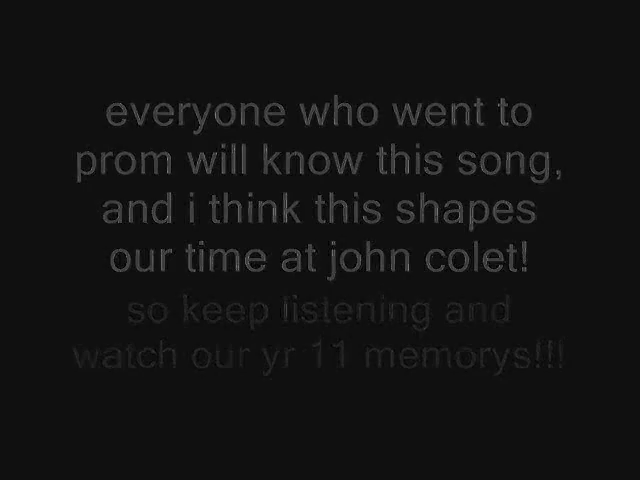 everyone who went to
prom will know this song,
and i think this shapes
our time at john colet!
so keep listening and
watch our yr 11 memorys!!!